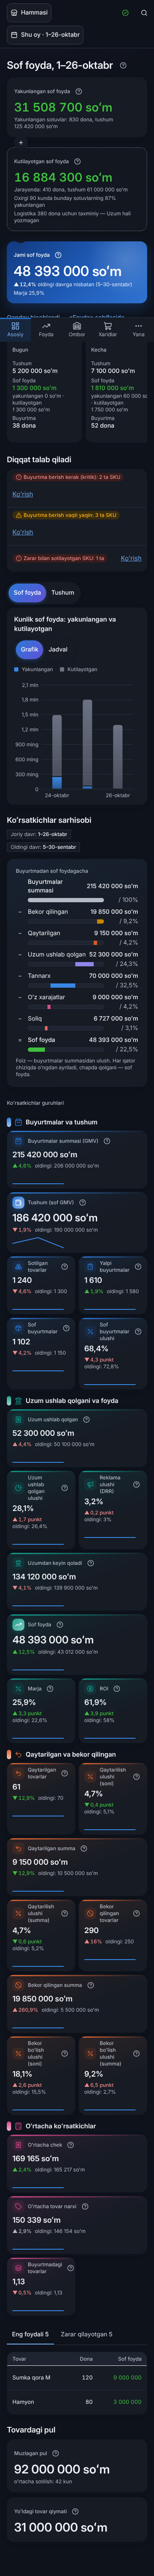 Hammasi
Shu oy · 1–26-oktabr
Sof foyda, 1–26-oktabr
Yakunlangan sof foyda
31 508 700 so‘m
Yakunlangan sotuvlar: 830 dona, tushum
125 420 000 so‘m
+
Kutilayotgan sof foyda
16 884 300 so‘m
Jarayonda: 410 dona, tushum 61 000 000 so‘m
Oxirgi 90 kunda bunday sotuvlarning 87%
yakunlangan
Logistika 380 dona uchun taxminiy — Uzum hali
yozmagan
Jami sof foyda
48 393 000 so‘m
▲12,4% oldingi davrga nisbatan (5–30-sentabr)
Marja 25,9%
Asosiy
Foyda
Ombor
Xaridlar
Yana
Bugun
Tushum
5 200 000 so‘m
Sof foyda
1 300 000 so‘m
yakunlangan 0 so‘m ·
kutilayotgan
1 300 000 so‘m
Buyurtma
38 dona
Kecha
Tushum
7 100 000 so‘m
Sof foyda
1 810 000 so‘m
yakunlangan 60 000 so
· kutilayotgan
1 750 000 so‘m
Buyurtma
52 dona
Diqqat talab qiladi
Buyurtma berish kerak (kritik): 2 ta SKU
Ko‘rish
Buyurtma berish vaqti yaqin: 3 ta SKU
Ko‘rish
Zarar bilan sotilayotgan SKU: 1 ta
Ko‘rish
Sof foyda
Tushum
Kunlik sof foyda: yakunlangan va
kutilayotgan
Grafik
Jadval
Yakunlangan
Kutilayotgan
2,1 mln
1,8 mln
1,5 mln
1,2 mln
900 ming
600 ming
300 ming
0
24-oktabr
26-oktabr
Ko‘rsatkichlar sarhisobi
Joriy davr: 1–26-oktabr
Oldingi davr: 5–30-sentabr
Buyurtmadan sof foydagacha
Buyurtmalar
summasi
215 420 000 so‘m
/ 100%
− Bekor qilingan 19 850 000 so‘m
/ 9,2%
− Qaytarilgan 9 150 000 so‘m
/ 4,2%
− Uzum ushlab qolgan 52 300 000 so‘m
/ 24,3%
− Tannarx 70 000 000 so‘m
/ 32,5%
− O‘z xarajatlar 9 000 000 so‘m
/ 4,2%
− Soliq 6 727 000 so‘m
/ 3,1%
= Sof foyda 48 393 000 so‘m
/ 22,5%
Foiz — buyurtmalar summasidan ulush. Har qator
chiziqda o‘ngdan ayriladi, chapda qolgani — sof
foyda.
Ko‘rsatkichlar guruhlari
Buyurtmalar va tushum
Buyurtmalar summasi (GMV)
215 420 000 so‘m
▲4,6% oldingi: 206 000 000 so‘m
Tushum (sof GMV)
186 420 000 so‘m
▼1,9% oldingi: 190 000 000 so‘m
Sotilgan
tovarlar
1 240
▼4,6% oldingi: 1 300
Yalpi
buyurtmalar
1 610
▲1,9% oldingi: 1 580
Sof
buyurtmalar
1 102
▼4,2% oldingi: 1 150
Sof
buyurtmalar
ulushi
68,4%
▼4,3 punkt
oldingi: 72,8%
Uzum ushlab qolgani va foyda
Uzum ushlab qolgan
52 300 000 so‘m
▲4,4% oldingi: 50 100 000 so‘m
Uzum
ushlab
qolgan
ulushi
28,1%
▲1,7 punkt
oldingi: 26,4%
Reklama
ulushi
(DRR)
3,2%
▲0,2 punkt
oldingi: 3%
Uzumdan keyin qoladi
134 120 000 so‘m
▼4,1% oldingi: 139 900 000 so‘m
Sof foyda
48 393 000 so‘m
▲12,5% oldingi: 43 012 000 so‘m
Marja
25,9%
▲3,3 punkt
oldingi: 22,6%
ROI
61,9%
▲3,9 punkt
oldingi: 58%
Qaytarilgan va bekor qilingan
Qaytarilgan
tovarlar
61
▼12,9% oldingi: 70
Qaytarilish
ulushi
(soni)
4,7%
▼0,4 punkt
oldingi: 5,1%
Qaytarilgan summa
9 150 000 so‘m
▼12,9% oldingi: 10 500 000 so‘m
Qaytarilish
ulushi
(summa)
4,7%
▼0,6 punkt
oldingi: 5,2%
Bekor
qilingan
tovarlar
290
▲16% oldingi: 250
Bekor qilingan summa
19 850 000 so‘m
▲260,9% oldingi: 5 500 000 so‘m
Bekor
bo‘lish
ulushi
(soni)
18,1%
▲2,6 punkt
oldingi: 15,5%
Bekor
bo‘lish
ulushi
(summa)
9,2%
▲6,5 punkt
oldingi: 2,7%
O‘rtacha ko‘rsatkichlar
O‘rtacha chek
169 165 so‘m
▲2,4% oldingi: 165 217 so‘m
O‘rtacha tovar narxi
150 339 so‘m
▲2,9% oldingi: 146 154 so‘m
Buyurtmadagi
tovarlar
1,13
▼0,5% oldingi: 1,13
Eng foydali 5
Zarar qilayotgan 5
Tovar Dona Sof foyda
Sumka qora M 120 9 000 000
Hamyon 80 3 000 000
Tovardagi pul
Muzlagan pul
92 000 000 so‘m
o‘rtacha sotilish: 42 kun
Yo‘ldagi tovar qiymati
31 000 000 so‘m